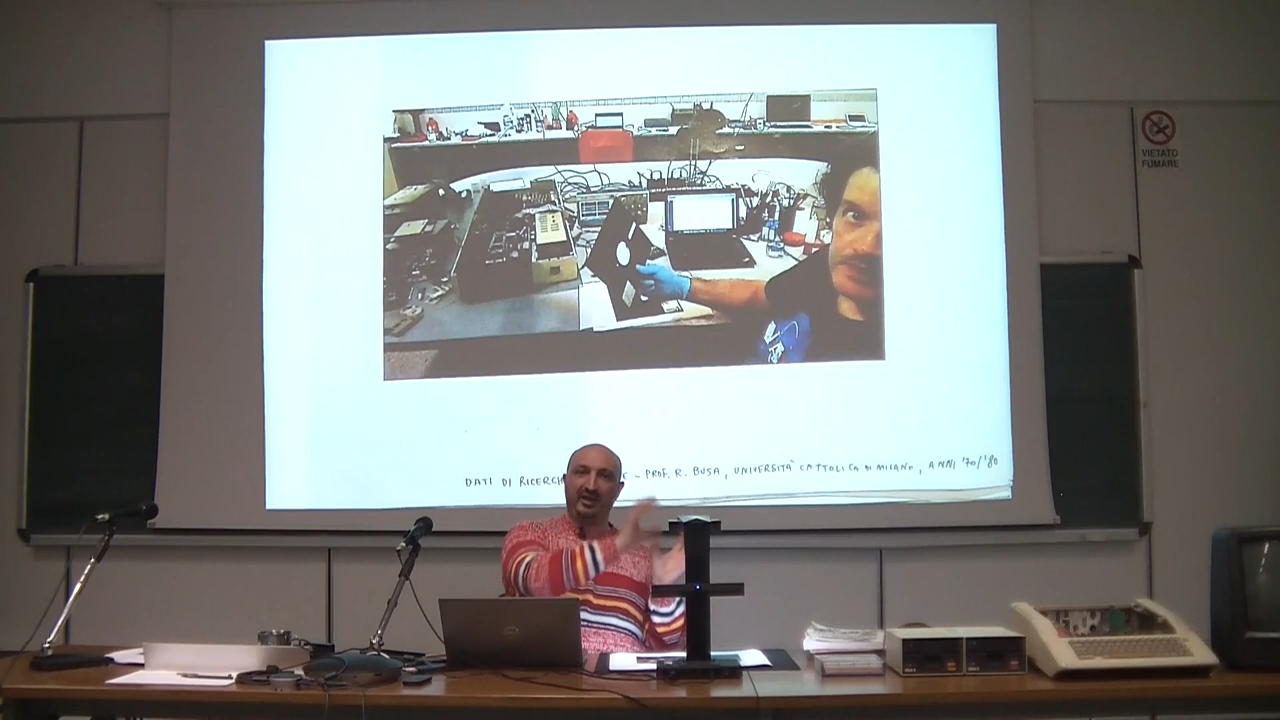 VIETATO
FUMARE
DATI DI RICERCA - PROF. R. BUSA, UNIVERSITÀ CATTOLICA DI MILANO, ANNI '70/'80